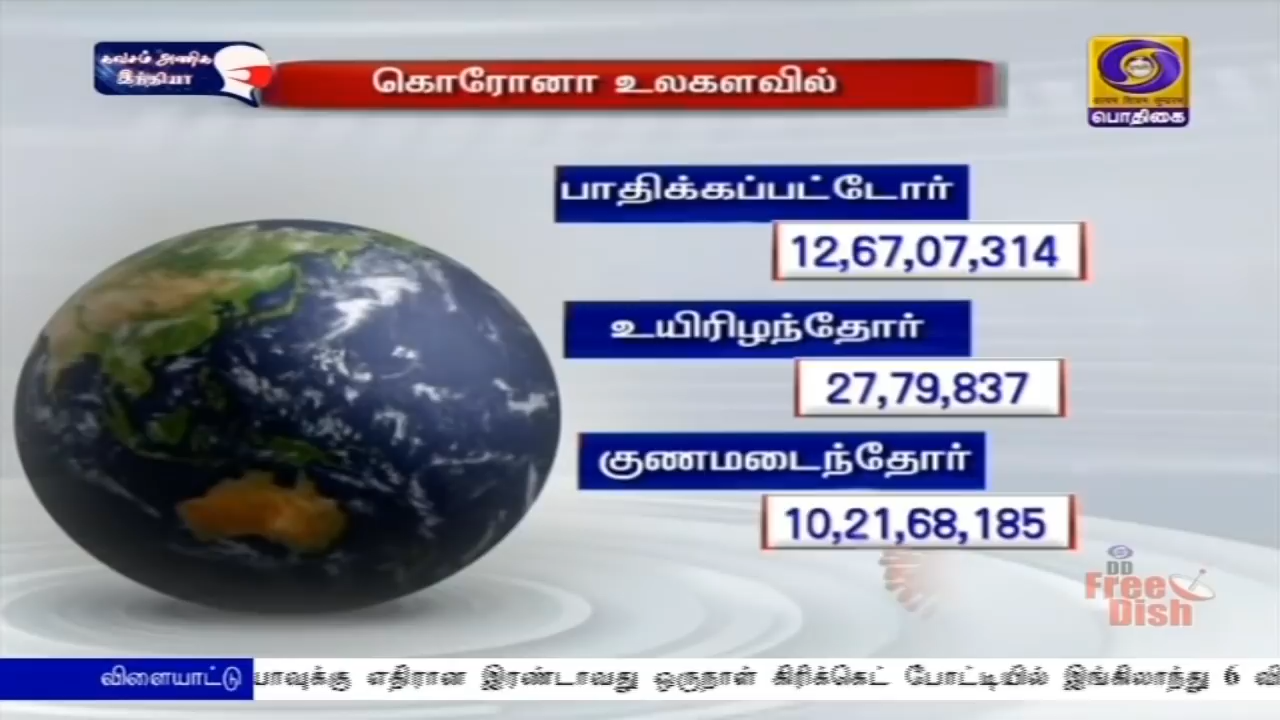 கவசம் அணிக
இந்தியா
கொரோனா உலகளவில்
பொதிகை
பாதிக்கப்பட்டோர்
12,67,07,314
உயிரிழந்தோர்
27,79,837
குணமடைந்தோர்
10,21,68,185
DD
Free
Dish
விளையாட்டு யாவுக்கு எதிரான இரண்டாவது ஒருநாள் கிரிக்கெட் போட்டியில் இங்கிலாந்து 6 வி